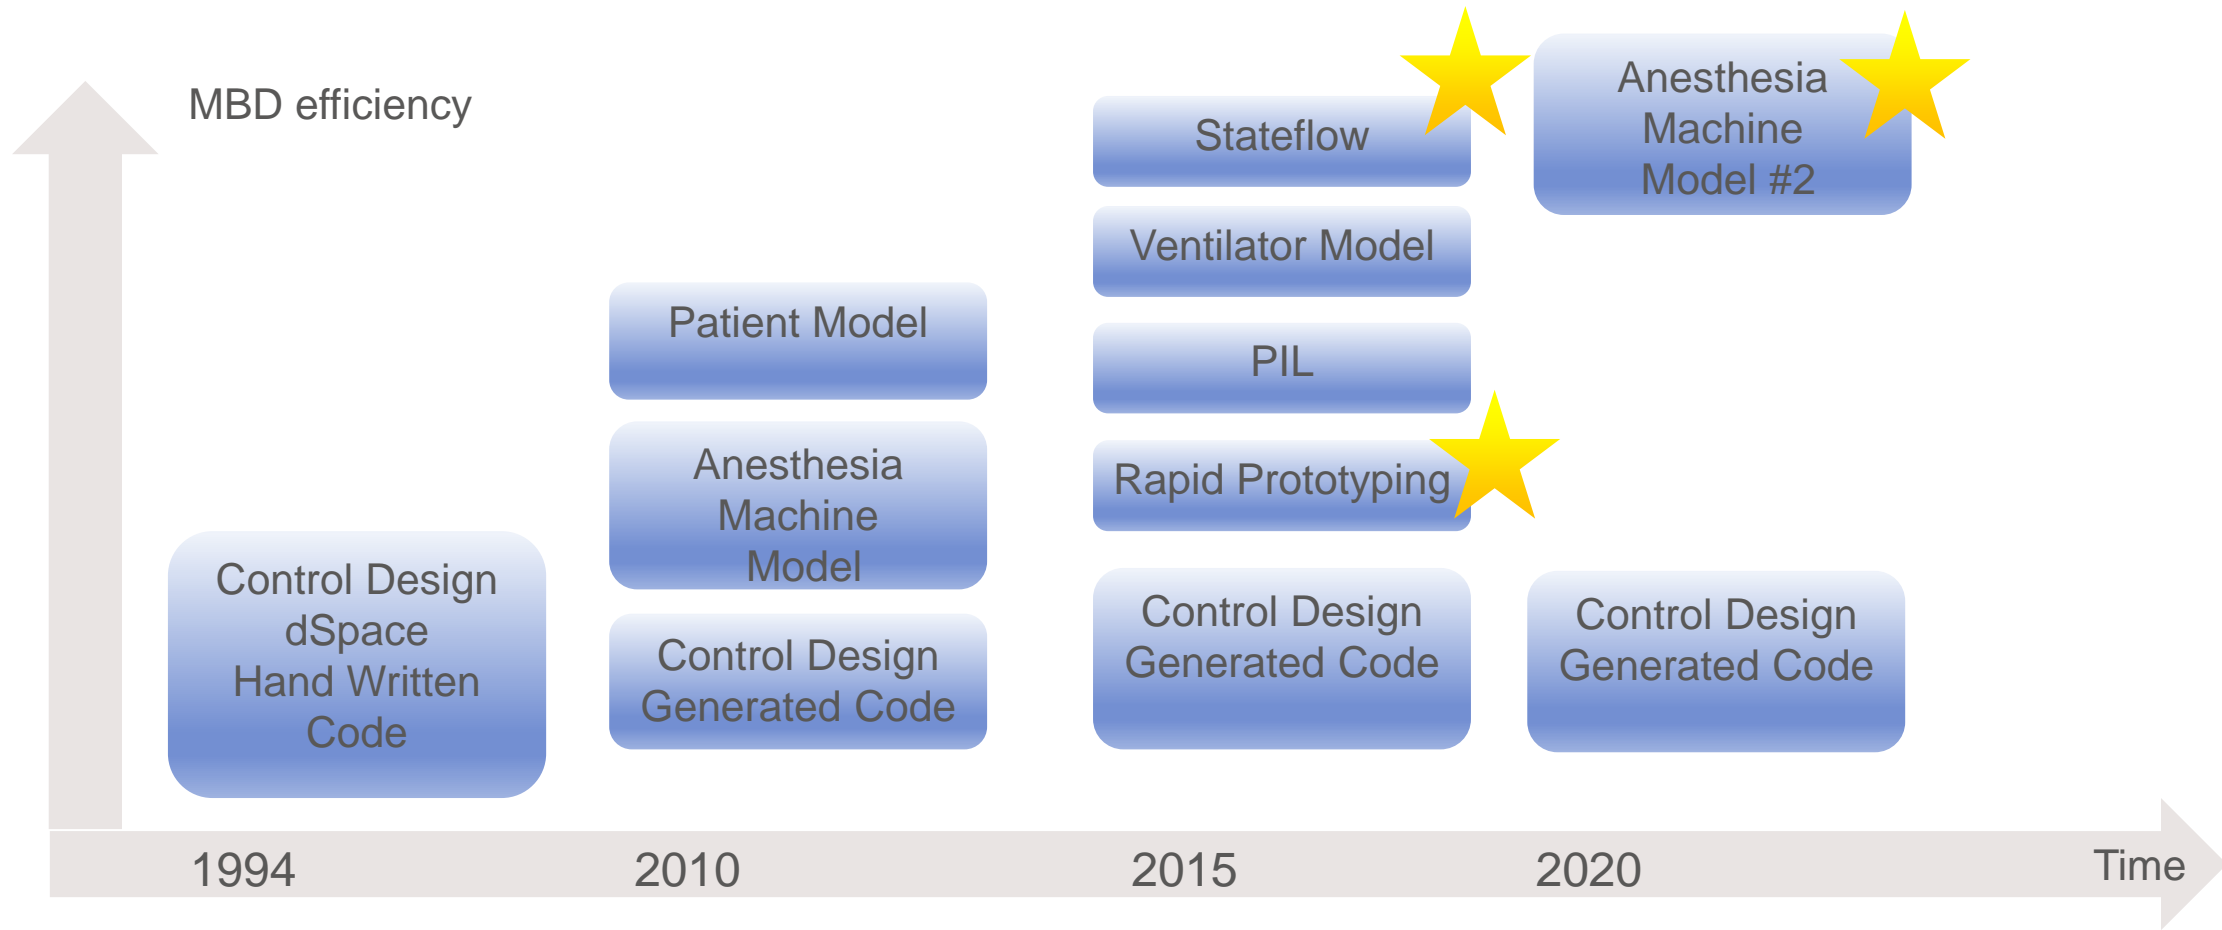 MBD efficiency
Control Design
dSpace
Hand Written
Code
Patient Model
Anesthesia
Machine
Model
Control Design
Generated Code
Stateflow
Ventilator Model
PIL
Rapid Prototyping
Control Design
Generated Code
Anesthesia
Machine
Model #2
Control Design
Generated Code
1994
2010
2015
2020
Time